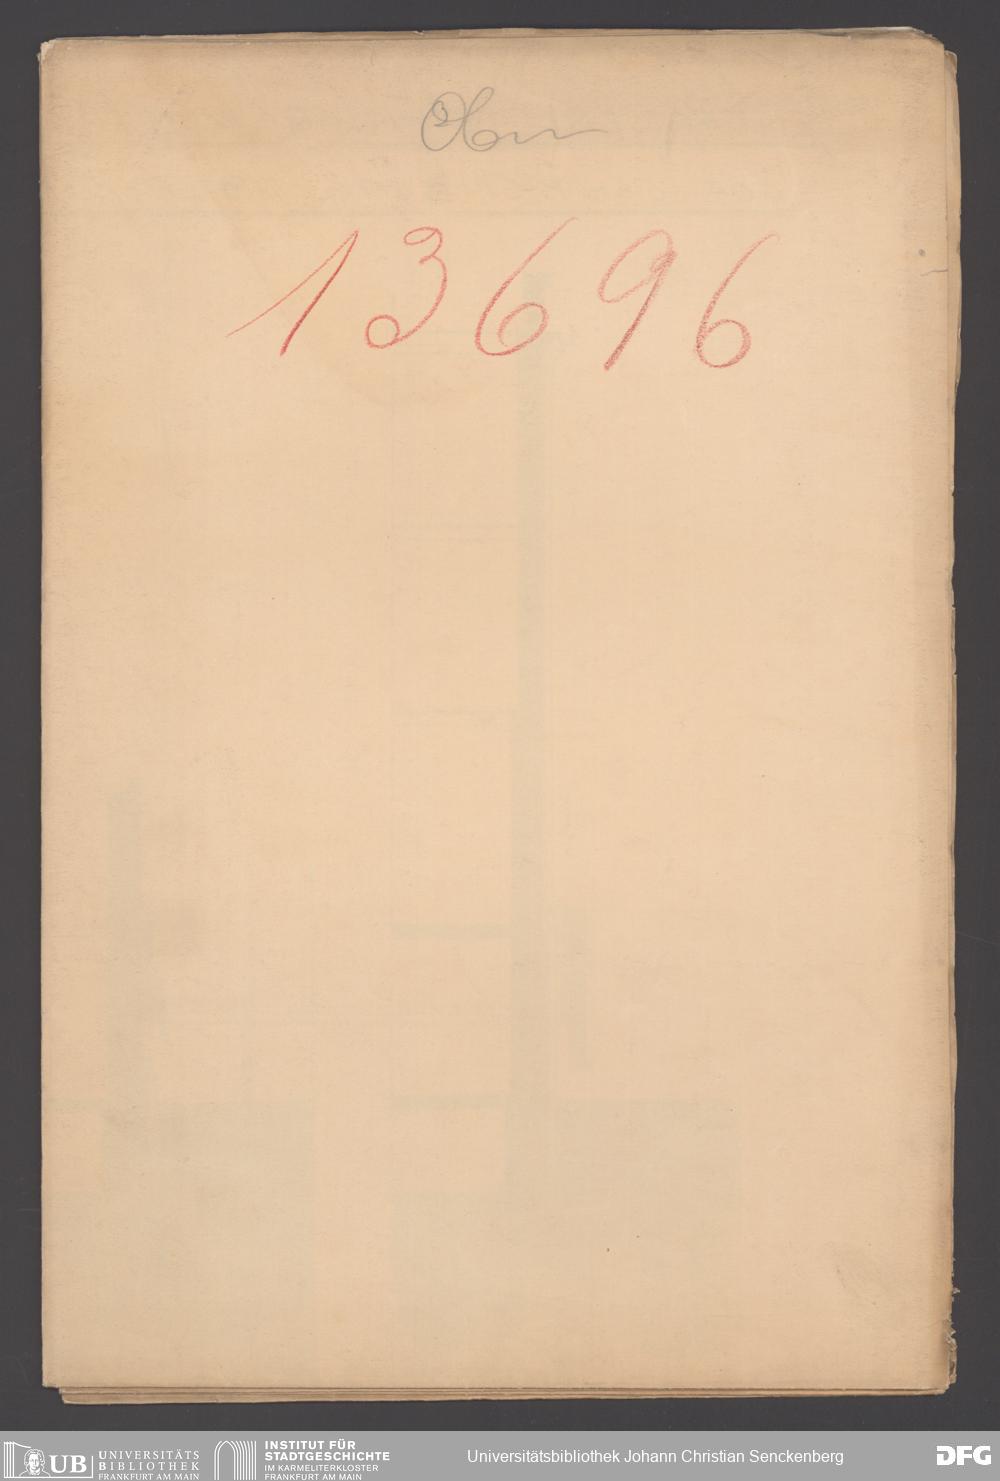 13696
UB
UNIVERSITÄTS
BIBLIOTHEK
FRANKFURT AM MAIN
INSTITUT FÜR
STADTGESCHICHTE
IM KARMELITERKLOSTER
FRANKFURT AM MAIN
Universitätsbibliothek Johann Christian Senckenberg
DFG